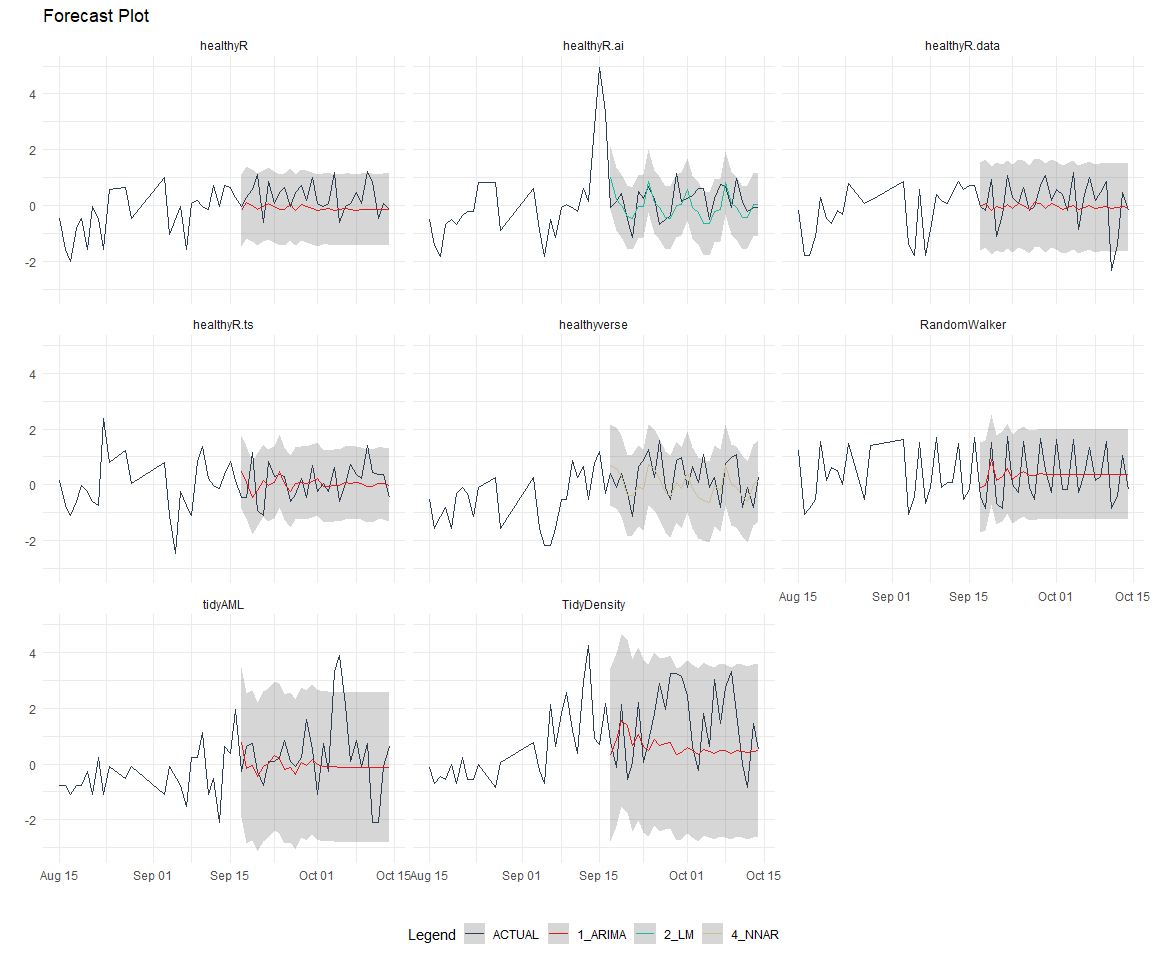 Forecast Plot
healthyR healthyR.ai healthyR.data
4
2
0
-2
healthyR.ts healthyverse RandomWalker
4
2
0
-2
Aug 15 Sep 01 Sep 15 Oct 01 Oct 15
tidyAML TidyDensity
4
2
0
-2
Aug 15 Sep 01 Sep 15 Oct 01 Oct 15 Aug 15 Sep 01 Sep 15 Oct 01 Oct 15
Legend ACTUAL 1_ARIMA 2_LM 4_NNAR